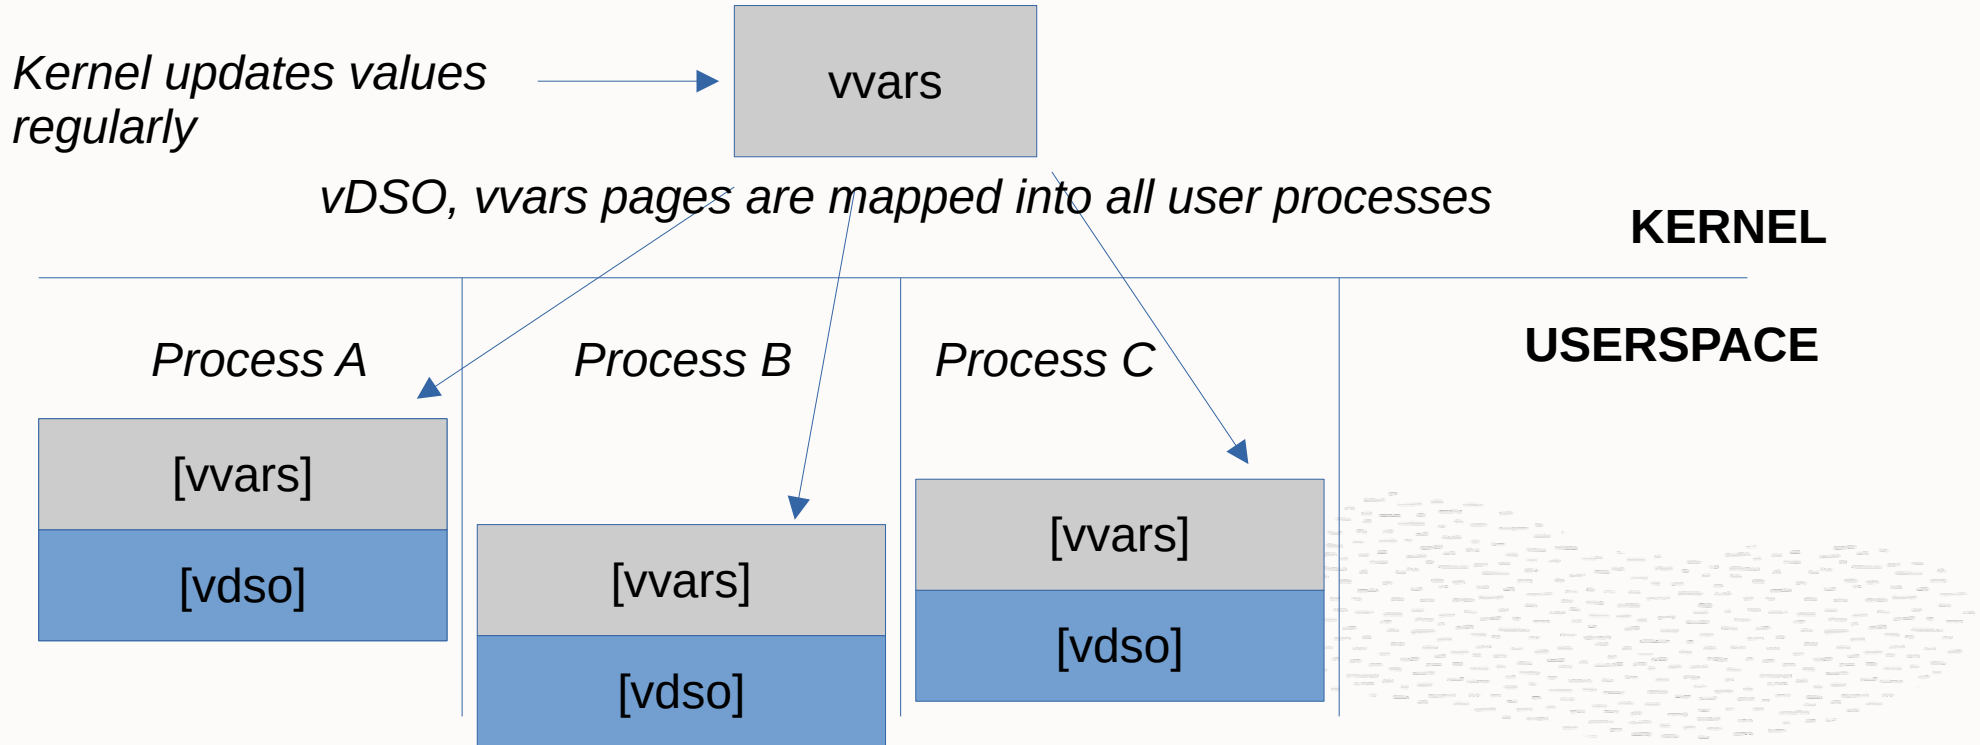 Kernel updates values
regularly
vvars
vDSO, vvars pages are mapped into all user processes
KERNEL
USERSPACE
Process A
Process B
Process C
[vvars]
[vdso]
[vvars]
[vdso]
[vvars]
[vdso]